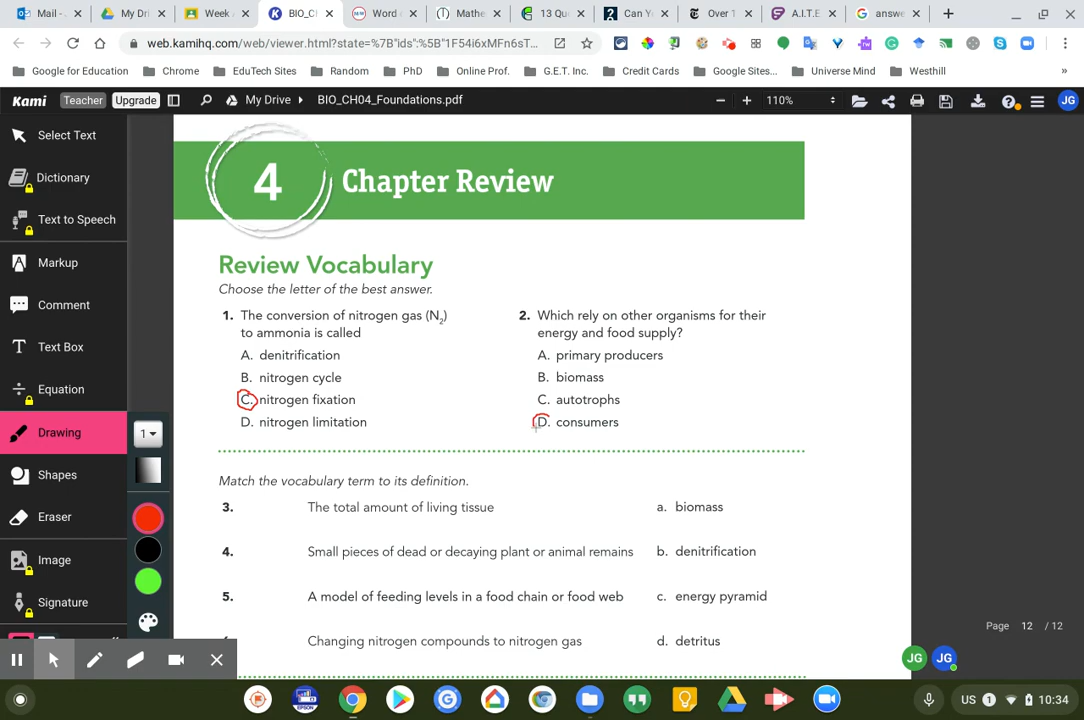 Mail -
My Dri
Week
BIO_C
Word a
Mathe
13 Qu
Can Y
Over 1
A.I.T.E
answe
web.kamihq.com/web/viewer.html?state=%7B"ids":%5B"1F54i6xMFn6sT...
Google for Education
Chrome
EduTech Sites
Random
PhD
Online Prof.
G.E.T. Inc.
Credit Cards
Google Sites...
Universe Mind
Westhill
»
Kami
Teacher
Upgrade
My Drive
BIO_CH04_Foundations.pdf
110%
JG
Select Text
Dictionary
Text to Speech
Markup
Comment
Text Box
Equation
Drawing
1
Shapes
Eraser
Image
Signature
4
Chapter Review
Review Vocabulary
Choose the letter of the best answer.
1. The conversion of nitrogen gas (N2)
to ammonia is called
A. denitrification
B. nitrogen cycle
C. nitrogen fixation
D. nitrogen limitation
2. Which rely on other organisms for their
energy and food supply?
A. primary producers
B. biomass
C. autotrophs
D. consumers
Match the vocabulary term to its definition.
3. The total amount of living tissue a. biomass
4. Small pieces of dead or decaying plant or animal remains b. denitrification
5. A model of feeding levels in a food chain or food web c. energy pyramid
Changing nitrogen compounds to nitrogen gas d. detritus
Page 12 / 12
JG JG
EPSON
US 1 10:34